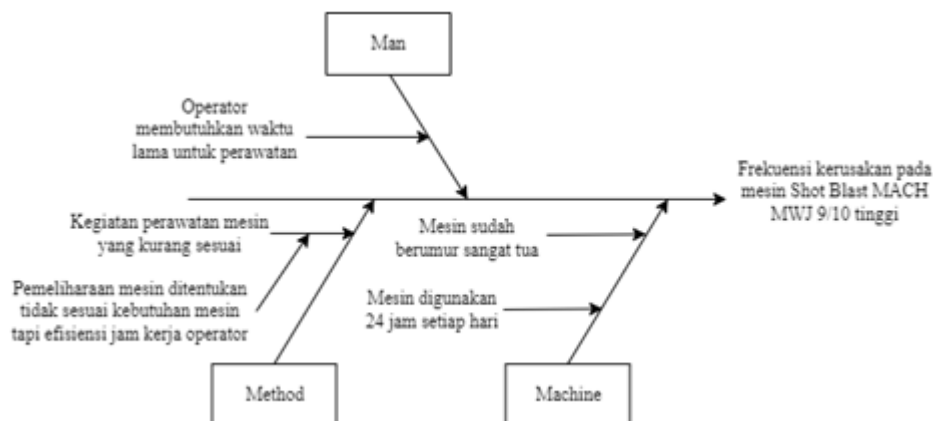 Man
Operator
membutuhkan waktu
lama untuk perawatan
Frekuensi kerusakan pada
mesin Shot Blast MACH
MWJ 9/10 tinggi
Kegiatan perawatan mesin
yang kurang sesuai
Mesin sudah
berumur sangat tua
Pemeliharaan mesin ditentukan
tidak sesuai kebutuhan mesin
tapi efisiensi jam kerja operator
Mesin digunakan
24 jam setiap hari
Method
Machine